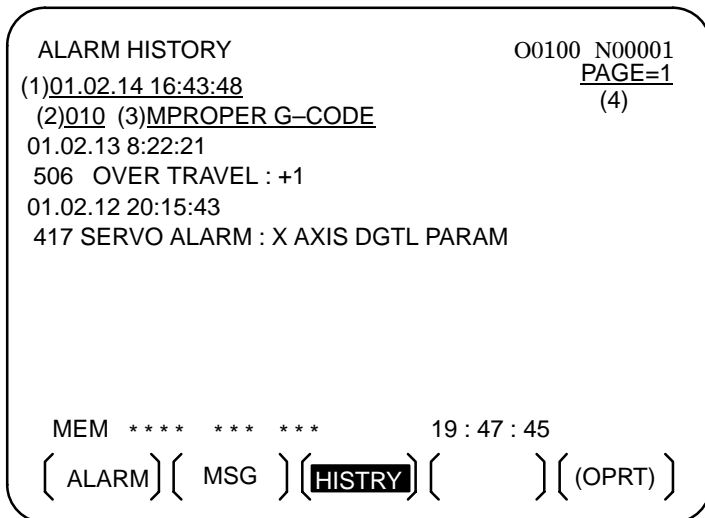 ALARM HISTORY O0100 N00001
(1)01.02.14 16:43:48 PAGE=1
(2)010 (3)MPROPER G–CODE (4)
01.02.13 8:22:21
506 OVER TRAVEL : +1
01.02.12 20:15:43
417 SERVO ALARM : X AXIS DGTL PARAM
MEM **** *** *** 19 : 47 : 45
[ ALARM ] [ MSG ] [ HISTRY ] [ ] [ (OPRT) ]